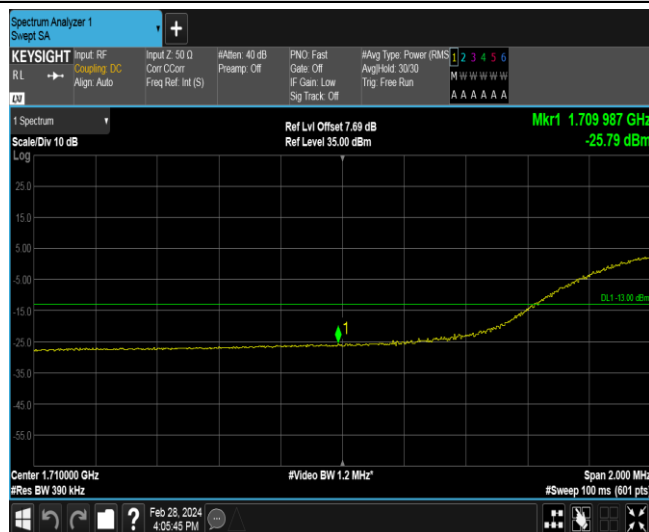 Spectrum Analyzer 1
Swept SA
+
KEYSIGHT Input: RF Input Z: 50 Ω #Atten: 40 dB PNO: Fast #Avg Type: Power (RMS 1 2 3 4 5 6
RL Coupling: DC Corr CCorr Preamp: Off Gate: Off Avg|Hold: 30/30 M W W W W W
Align: Auto Freq Ref: Int (S) IF Gain: Low Trig: Free Run
Sig Track: Off A A A A A A
LXI
1 Spectrum Ref Lvl Offset 7.69 dB Mkr1 1.709 987 GHz
Scale/Div 10 dB Ref Level 35.00 dBm -25.79 dBm
Log
25.0
15.0
5.00
-5.00
DL1 -13.00 dBm
-15.0
1
-25.0
-35.0
-45.0
-55.0
Center 1.710000 GHz #Video BW 1.2 MHz* Span 2.000 MHz
#Res BW 390 kHz #Sweep 100 ms (601 pts)
? Feb 28, 2024
4:05:45 PM